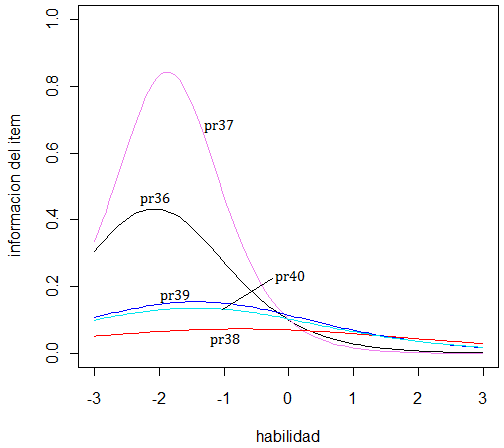 1.0
0.8
0.6
0.4
0.2
0.0
informacion del item
pr37
pr36
pr40
pr39
pr38
-3 -2 -1 0 1 2 3
habilidad